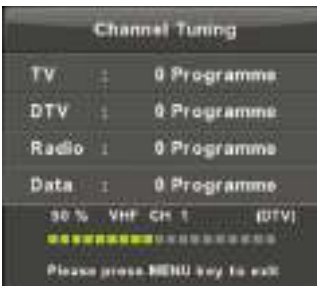 Channel Tuning
TV : 0 Programme
DTV : 0 Programme
Radio : 0 Programme
Data : 0 Programme
50 % VHF CH 1 (DTV)
Please press MENU key to exit